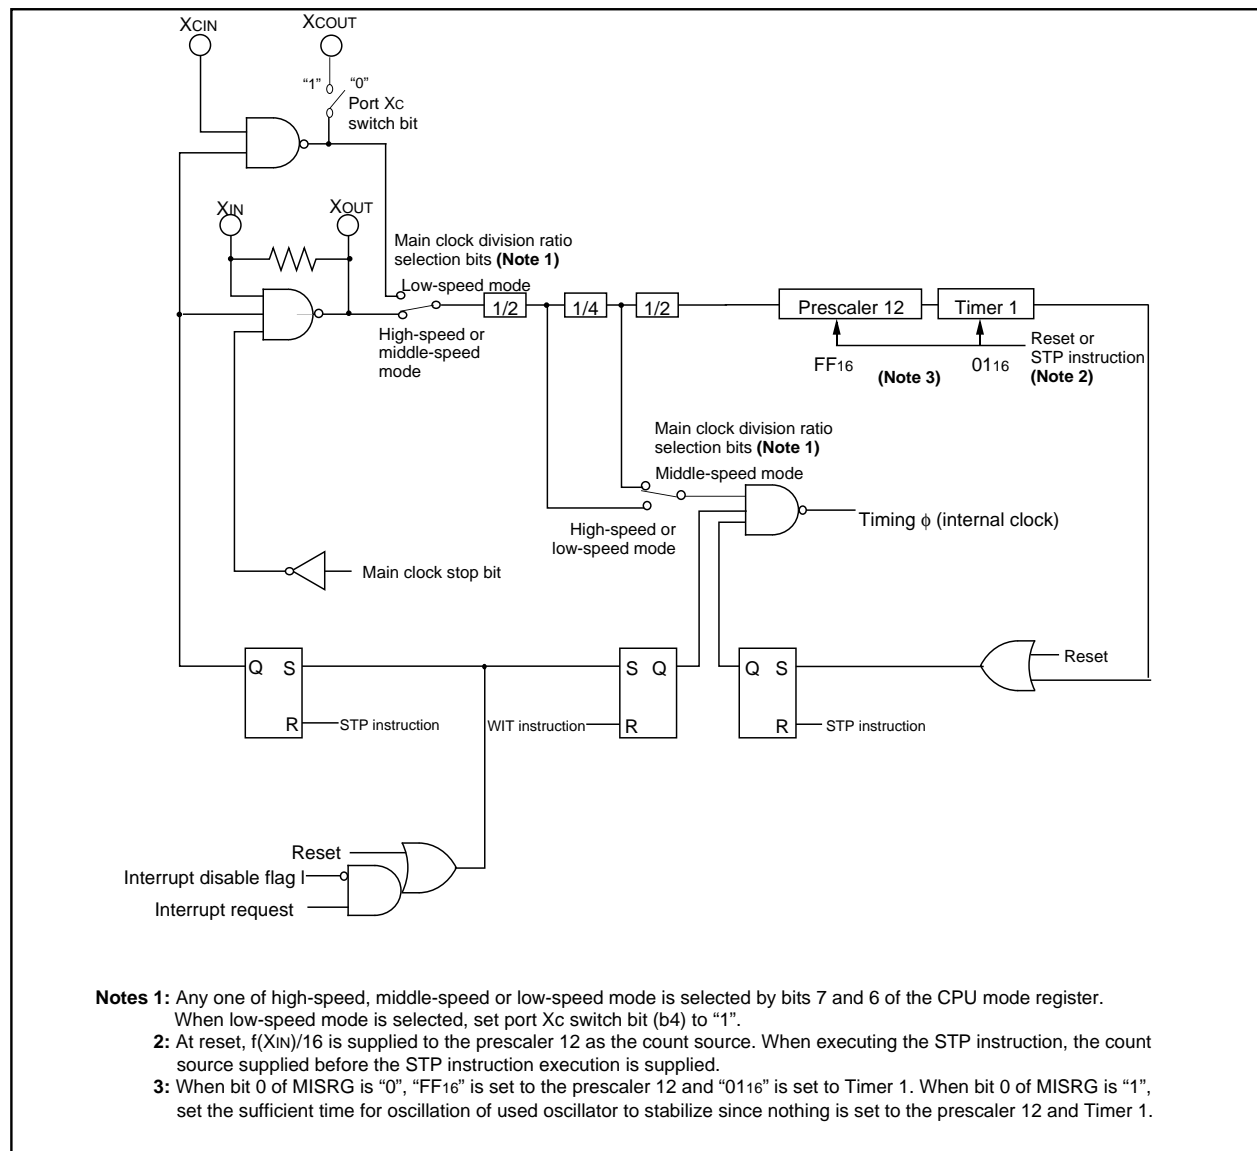 XCIN
XCOUT
“1” “0”
Port XC
switch bit
XIN
XOUT
Main clock division ratio
selection bits (Note 1)
Low-speed mode
1/2
1/4
1/2
Prescaler 12
Timer 1
High-speed or
middle-speed
mode
Reset or
STP instruction
(Note 2)
FF16
(Note 3)
0116
Main clock division ratio
selection bits (Note 1)
Middle-speed mode
Timing ϕ (internal clock)
High-speed or
low-speed mode
Main clock stop bit
Q S
S Q
Q S
Reset
R
STP instruction
WIT instruction
R
R
STP instruction
Reset
Interrupt disable flag I
Interrupt request
Notes 1: Any one of high-speed, middle-speed or low-speed mode is selected by bits 7 and 6 of the CPU mode register.
When low-speed mode is selected, set port Xc switch bit (b4) to “1”.
2: At reset, f(XIN)/16 is supplied to the prescaler 12 as the count source. When executing the STP instruction, the count
source supplied before the STP instruction execution is supplied.
3: When bit 0 of MISRG is “0”, “FF16” is set to the prescaler 12 and “0116” is set to Timer 1. When bit 0 of MISRG is “1”,
set the sufficient time for oscillation of used oscillator to stabilize since nothing is set to the prescaler 12 and Timer 1.